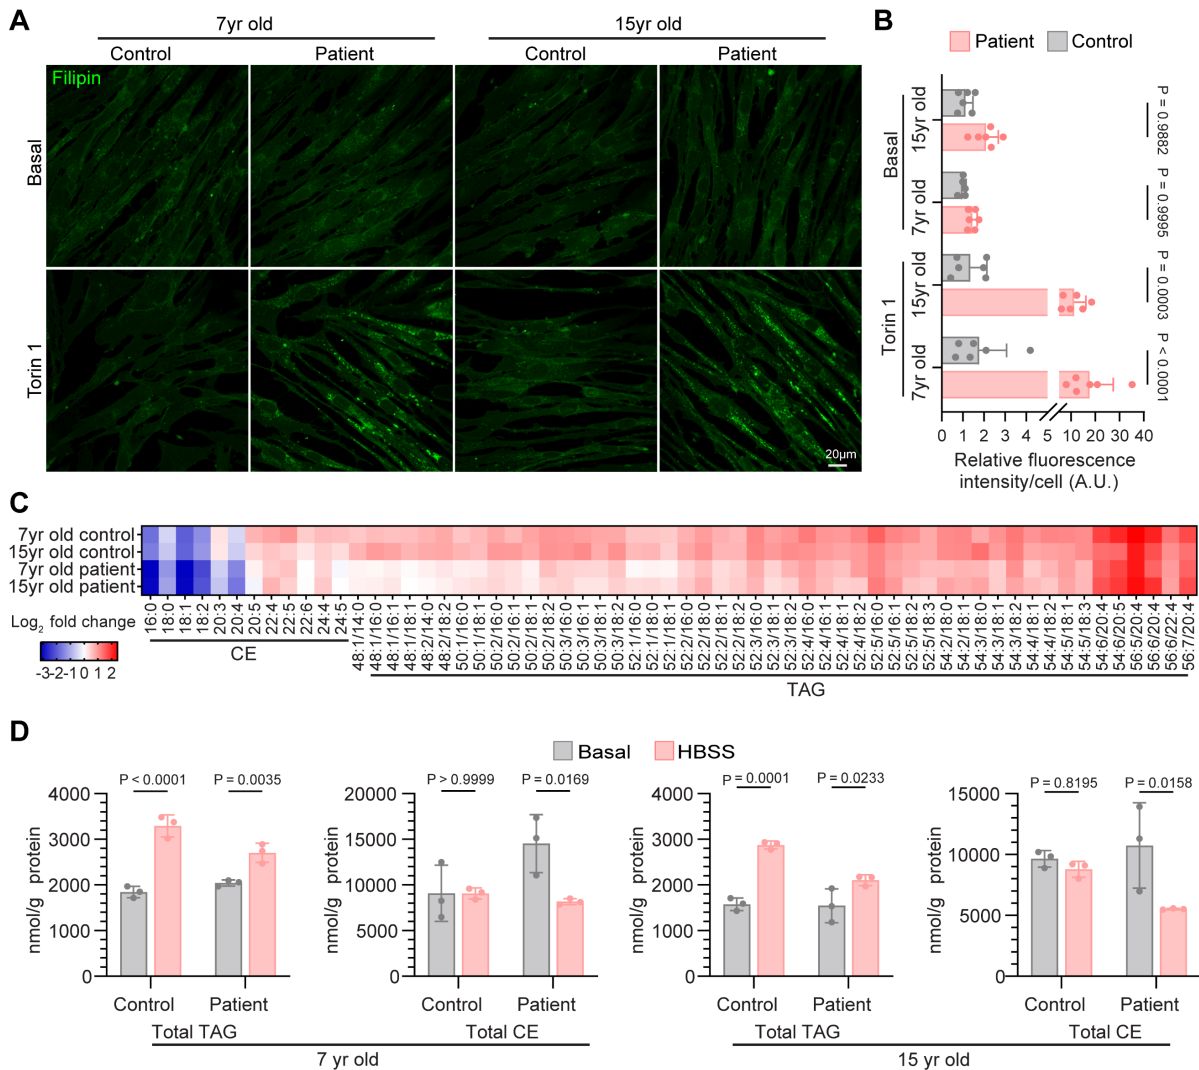 A
7yr old
15yr old
Control
Patient
Control
Patient
Filipin
Basal
Torin 1
20µm
B
Patient
Control
Basal
Torin 1
15yr old
7yr old
15yr old
7yr old
P = 0.9882
P = 0.9995
P = 0.0003
P < 0.0001
0 1 2 3 4 5 10 20 30 40
Relative fluorescence
intensity/cell (A.U.)
C
7yr old control
15yr old control
7yr old patient
15yr old patient
Log2 fold change
-3 -2 -1 0 1 2
16:0
18:0
18:1
18:2
20:3
20:4
20:5
22:4
22:5
22:6
24:4
24:5
48:1/14:0
48:1/16:0
48:1/16:1
48:1/18:1
48:2/14:0
48:2/18:2
50:1/16:0
50:1/18:1
50:2/16:0
50:2/16:1
50:2/18:1
50:2/18:2
50:3/16:0
50:3/16:1
50:3/18:1
50:3/18:2
52:1/16:0
52:1/18:0
52:1/18:1
52:2/16:0
52:2/18:0
52:2/18:1
52:2/18:2
52:3/16:0
52:3/18:1
52:3/18:2
52:4/16:0
52:4/16:1
52:4/18:1
52:4/18:2
52:5/16:0
52:5/16:1
52:5/18:1
52:5/18:3
54:2/18:0
54:2/18:1
54:3/18:0
54:3/18:1
54:3/18:2
54:4/18:1
54:4/18:2
54:5/18:1
54:5/18:3
54:6/20:4
54:6/20:5
56:5/20:4
56:6/20:4
56:6/22:4
56:7/20:4
CE
TAG
D
Basal
HBSS
nmol/g protein
4000
3000
2000
1000
0
P < 0.0001
P = 0.0035
Control
Patient
Total TAG
nmol/g protein
20000
15000
10000
5000
0
P > 0.9999
P = 0.0169
Control
Patient
Total CE
7 yr old
nmol/g protein
4000
3000
2000
1000
0
P = 0.0001
P = 0.0233
Control
Patient
Total TAG
nmol/g protein
15000
10000
5000
0
P = 0.8195
P = 0.0158
Control
Patient
Total CE
15 yr old